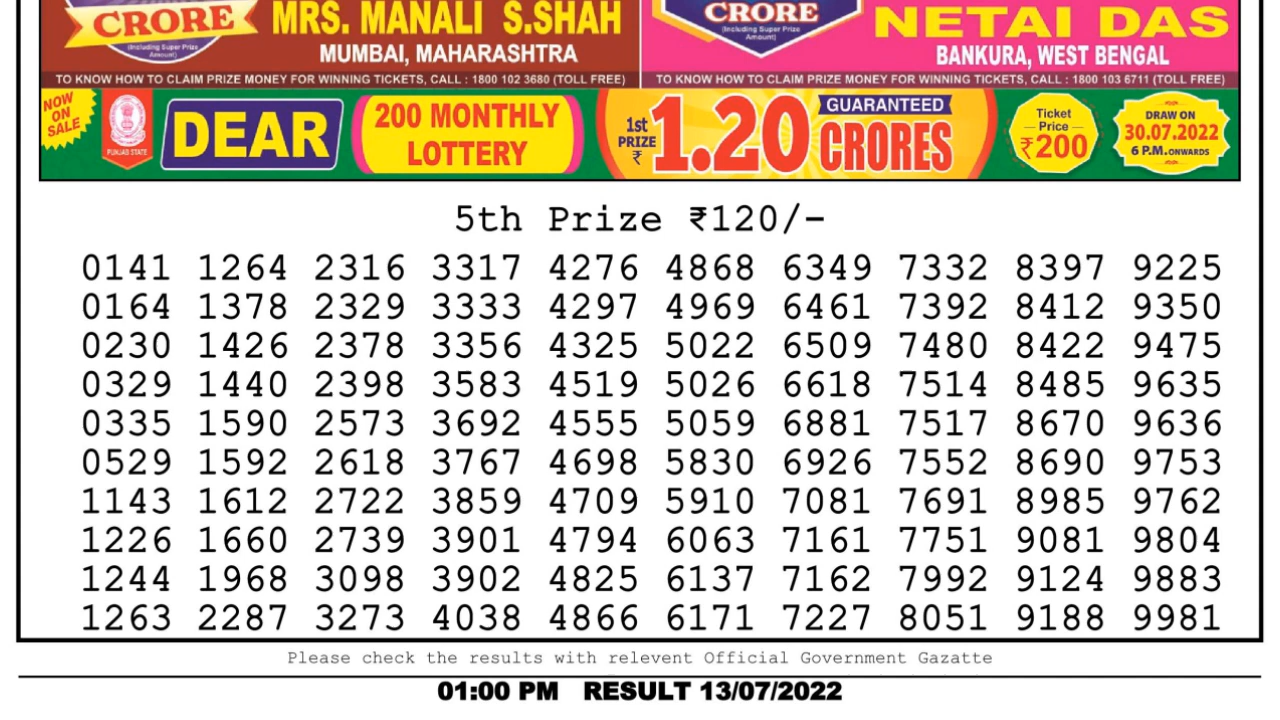 CRORE
(Including Super Prize
Amount)
MRS. MANALI S.SHAH
MUMBAI, MAHARASHTRA
CRORE
(Including Super Prize
Amount)
NETAI DAS
BANKURA, WEST BENGAL
TO KNOW HOW TO CLAIM PRIZE MONEY FOR WINNING TICKETS, CALL : 1800 102 3680 (TOLL FREE)
TO KNOW HOW TO CLAIM PRIZE MONEY FOR WINNING TICKETS, CALL : 1800 103 6711 (TOLL FREE)
NOW
ON
SALE
PUNJAB STATE
DEAR
200 MONTHLY
LOTTERY
1st
PRIZE
₹
1.20
GUARANTEED
CRORES
Ticket
Price
₹200
DRAW ON
30.07.2022
6 P.M. ONWARDS
5th Prize ₹120/-
0141 1264 2316 3317 4276 4868 6349 7332 8397 9225
0164 1378 2329 3333 4297 4969 6461 7392 8412 9350
0230 1426 2378 3356 4325 5022 6509 7480 8422 9475
0329 1440 2398 3583 4519 5026 6618 7514 8485 9635
0335 1590 2573 3692 4555 5059 6881 7517 8670 9636
0529 1592 2618 3767 4698 5830 6926 7552 8690 9753
1143 1612 2722 3859 4709 5910 7081 7691 8985 9762
1226 1660 2739 3901 4794 6063 7161 7751 9081 9804
1244 1968 3098 3902 4825 6137 7162 7992 9124 9883
1263 2287 3273 4038 4866 6171 7227 8051 9188 9981
Please check the results with relevent Official Government Gazatte
01:00 PM RESULT 13/07/2022